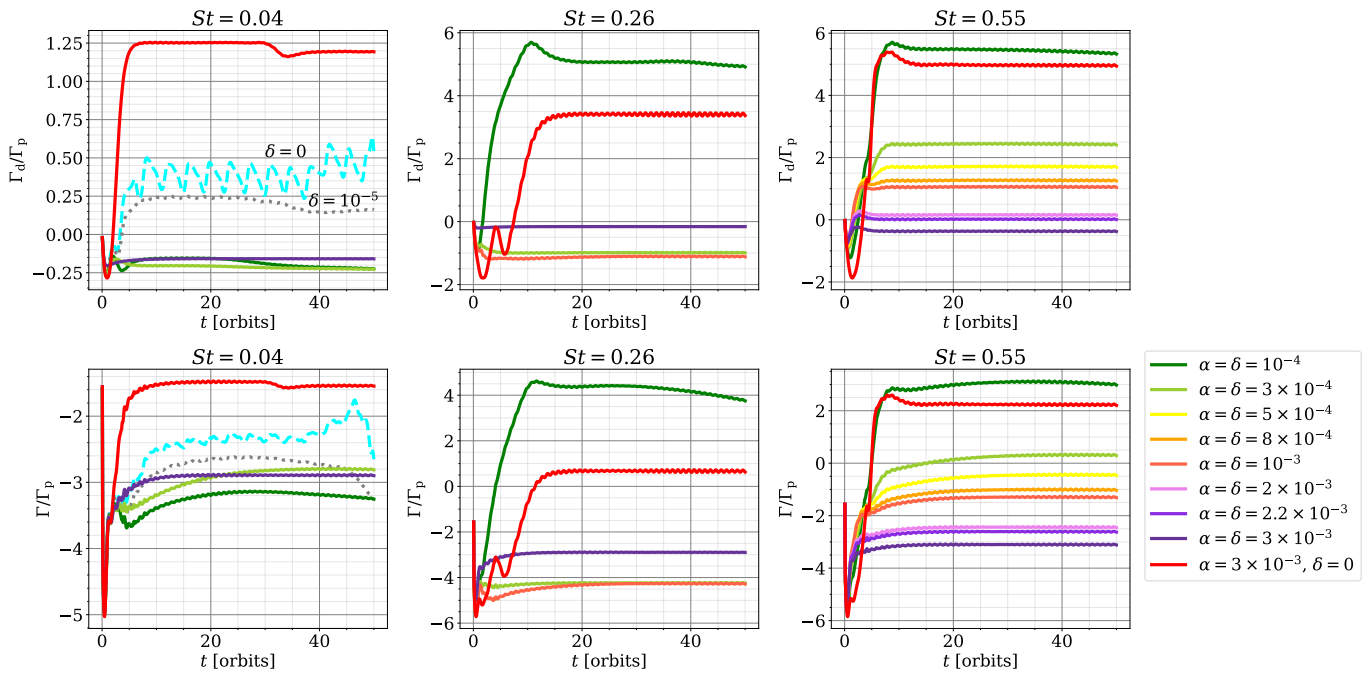 St = 0.04
Γd/Γp
1.25
1.00
0.75
0.50
0.25
0.00
−0.25
δ = 0
δ = 10⁻⁵
0 20 40
t [orbits]
St = 0.26
Γd/Γp
6
4
2
0
−2
0 20 40
t [orbits]
St = 0.55
Γd/Γp
6
4
2
0
−2
0 20 40
t [orbits]
St = 0.04
Γ/Γp
−2
−3
−4
−5
0 20 40
t [orbits]
St = 0.26
Γ/Γp
4
2
0
−2
−4
−6
0 20 40
t [orbits]
St = 0.55
Γ/Γp
2
0
−2
−4
−6
0 20 40
t [orbits]
α = δ = 10⁻⁴
α = δ = 3 × 10⁻⁴
α = δ = 5 × 10⁻⁴
α = δ = 8 × 10⁻⁴
α = δ = 10⁻³
α = δ = 2 × 10⁻³
α = δ = 2.2 × 10⁻³
α = δ = 3 × 10⁻³
α = 3 × 10⁻³, δ = 0